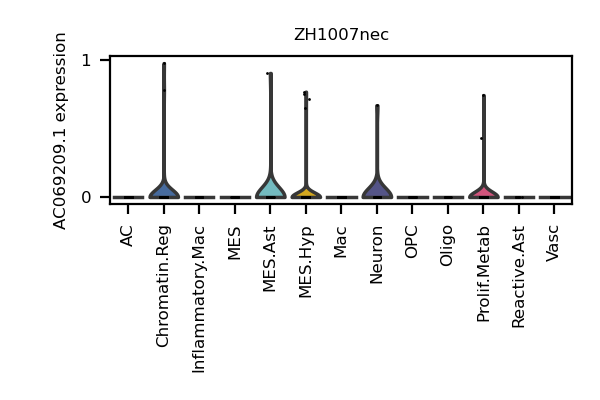 ZH1007nec
AC069209.1 expression
1
0
AC
Chromatin.Reg
Inflammatory.Mac
MES
MES.Ast
MES.Hyp
Mac
Neuron
OPC
Oligo
Prolif.Metab
Reactive.Ast
Vasc